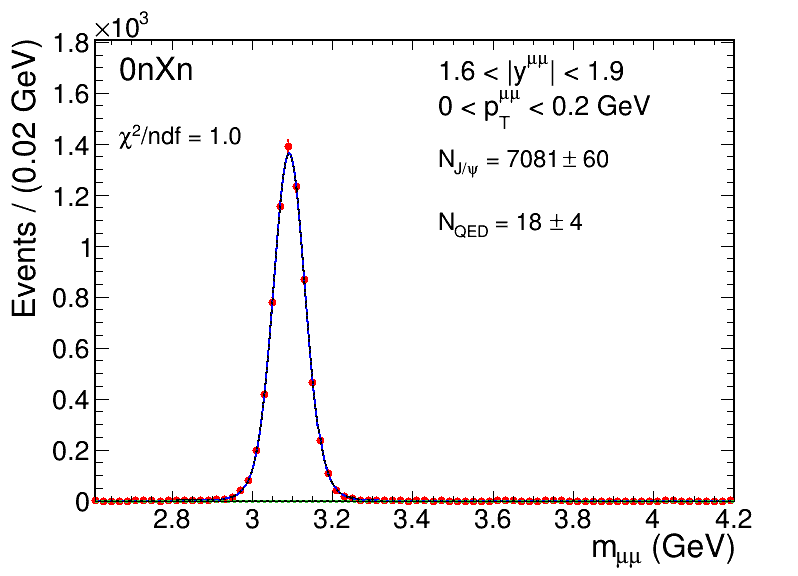 ×10³
0nXn
1.6 < |y^μμ| < 1.9
0 < p_T^μμ < 0.2 GeV
χ²/ndf = 1.0
N_J/ψ = 7081 ± 60
N_QED = 18 ± 4
Events / (0.02 GeV)
1.8
1.6
1.4
1.2
1
0.8
0.6
0.4
0.2
0
2.8 3 3.2 3.4 3.6 3.8 4 4.2
m_μμ (GeV)